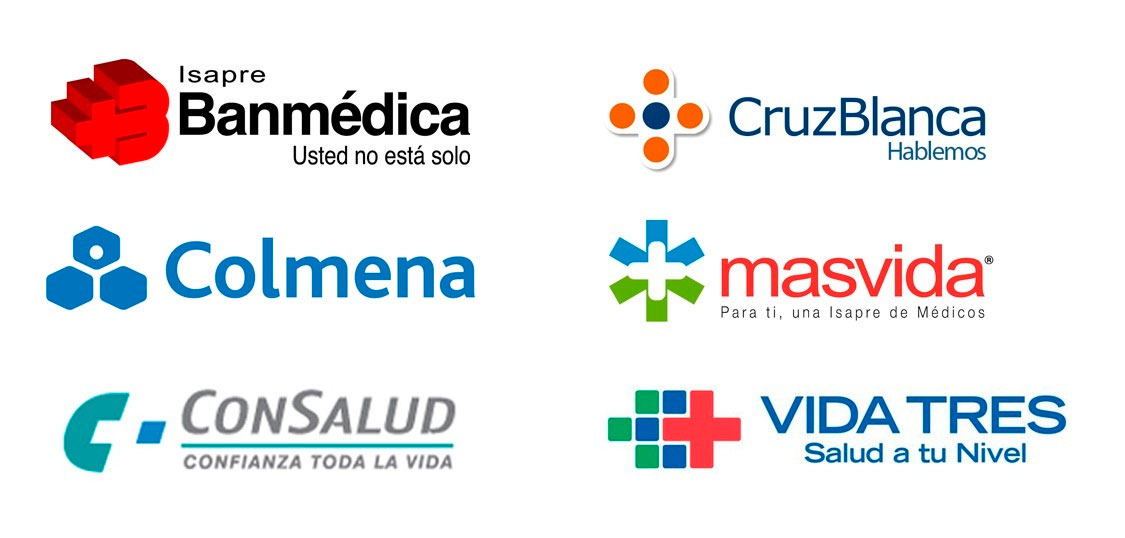 Isapre
Banmédica
Usted no está solo
CruzBlanca
Hablemos
Colmena
masvida®
Para ti, una Isapre de Médicos
CONSALUD
CONFIANZA TODA LA VIDA
VIDA TRES
Salud a tu Nivel